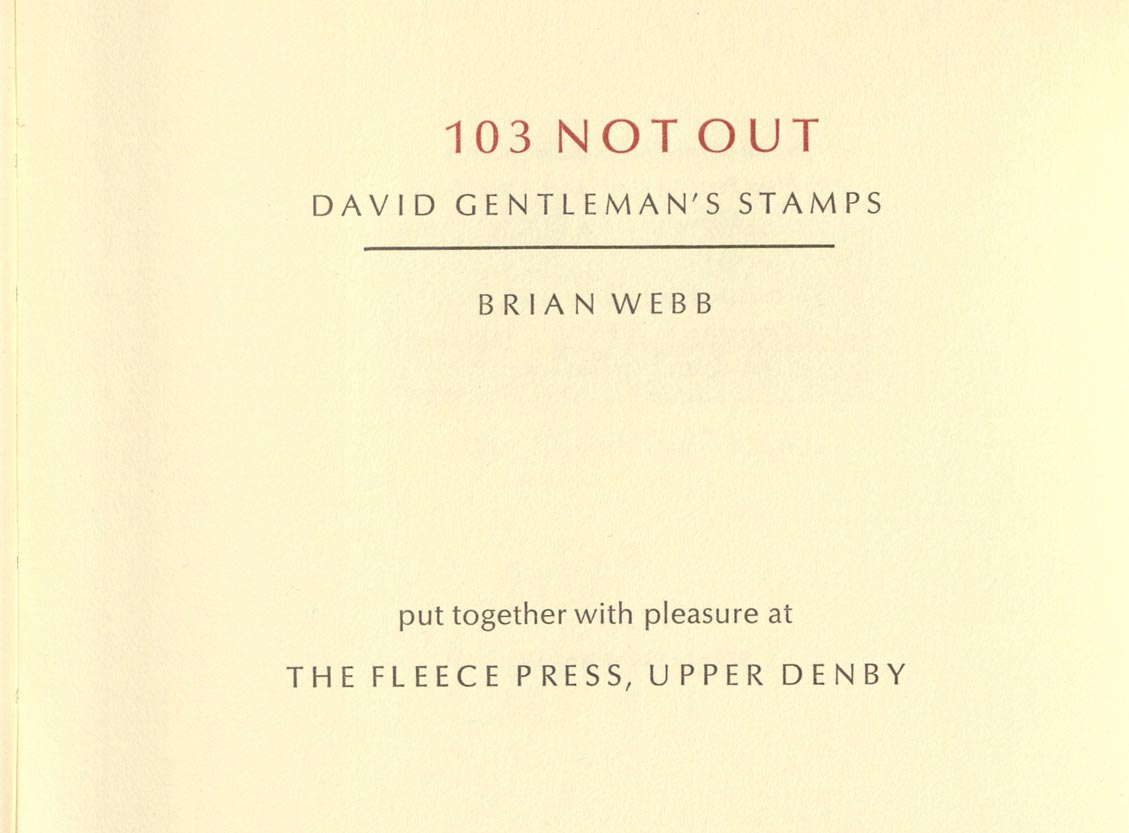 103 NOT OUT
DAVID GENTLEMAN’S STAMPS
BRIAN WEBB
put together with pleasure at
THE FLEECE PRESS, UPPER DENBY